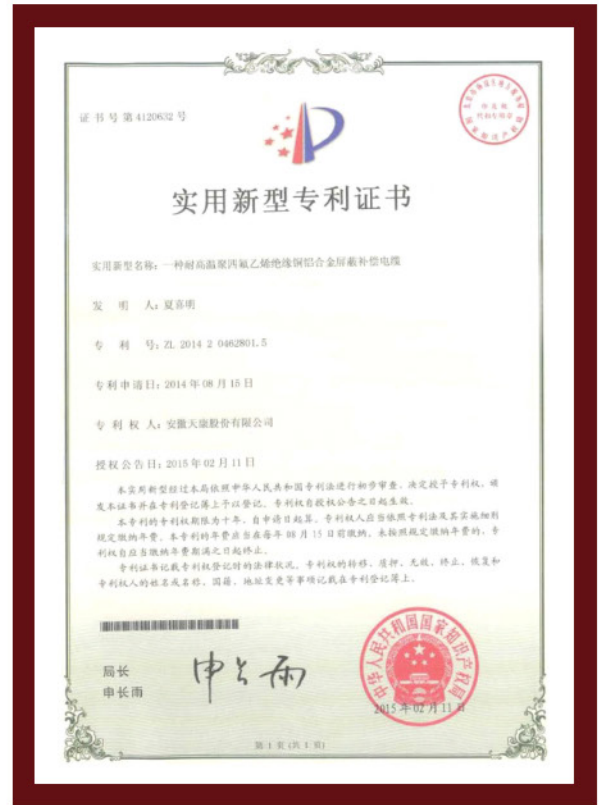 证书号第4120632号
实用新型专利证书
实用新型名称：一种耐高温聚四氟乙烯绝缘铜铝合金屏蔽补偿电缆
发明人：夏喜明
专利号：ZL 2014 2 0462801.5
专利申请日：2014年08月15日
专利权人：安徽天康股份有限公司
授权公告日：2015年02月11日
本实用新型经过本局依照中华人民共和国专利法进行初步审查，决定授予专利权，颁
发本证书并在专利登记簿上予以登记。专利权自授权公告之日起生效。
本专利的专利权期限为十年，自申请日起算。专利权人应当依照专利法及其实施细则
规定缴纳年费。本专利的年费应当在每年08月15日前缴纳。未按照规定缴纳年费的，专
利权自应当缴纳年费期满之日起终止。
专利证书记载专利权登记时的法律状况。专利权的转移、质押、无效、终止、恢复和
专利权人的姓名或名称、国籍、地址变更等事项记载在专利登记簿上。
局长
申长雨
申长雨
中华人民共和国国家知识产权局
2015年02月11日
第1页(共1页)